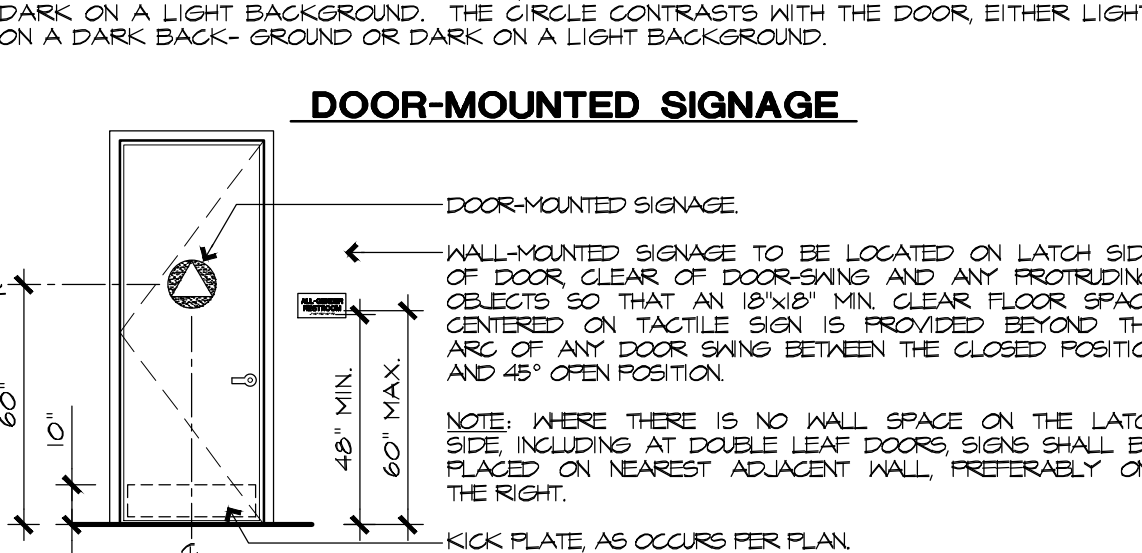 DARK ON A LIGHT BACKGROUND. THE CIRCLE CONTRASTS WITH THE DOOR, EITHER LIGHT
ON A DARK BACK- GROUND OR DARK ON A LIGHT BACKGROUND.
DOOR-MOUNTED SIGNAGE
DOOR-MOUNTED SIGNAGE.
WALL-MOUNTED SIGNAGE TO BE LOCATED ON LATCH SID
OF DOOR, CLEAR OF DOOR-SWING AND ANY PROTRUDING
OBJECTS SO THAT AN 18"x18" MIN. CLEAR FLOOR SPAC
CENTERED ON TACTILE SIGN IS PROVIDED BEYOND TH
ARC OF ANY DOOR SWING BETWEEN THE CLOSED POSITIO
AND 45° OPEN POSITION.
NOTE: WHERE THERE IS NO WALL SPACE ON THE LATC
SIDE, INCLUDING AT DOUBLE LEAF DOORS, SIGNS SHALL B
PLACED ON NEAREST ADJACENT WALL, PREFERABLY ON
THE RIGHT.
KICK PLATE, AS OCCURS PER PLAN.
ALL-GENDER
RESTROOM
60"
10"
48" MIN.
60" MAX.